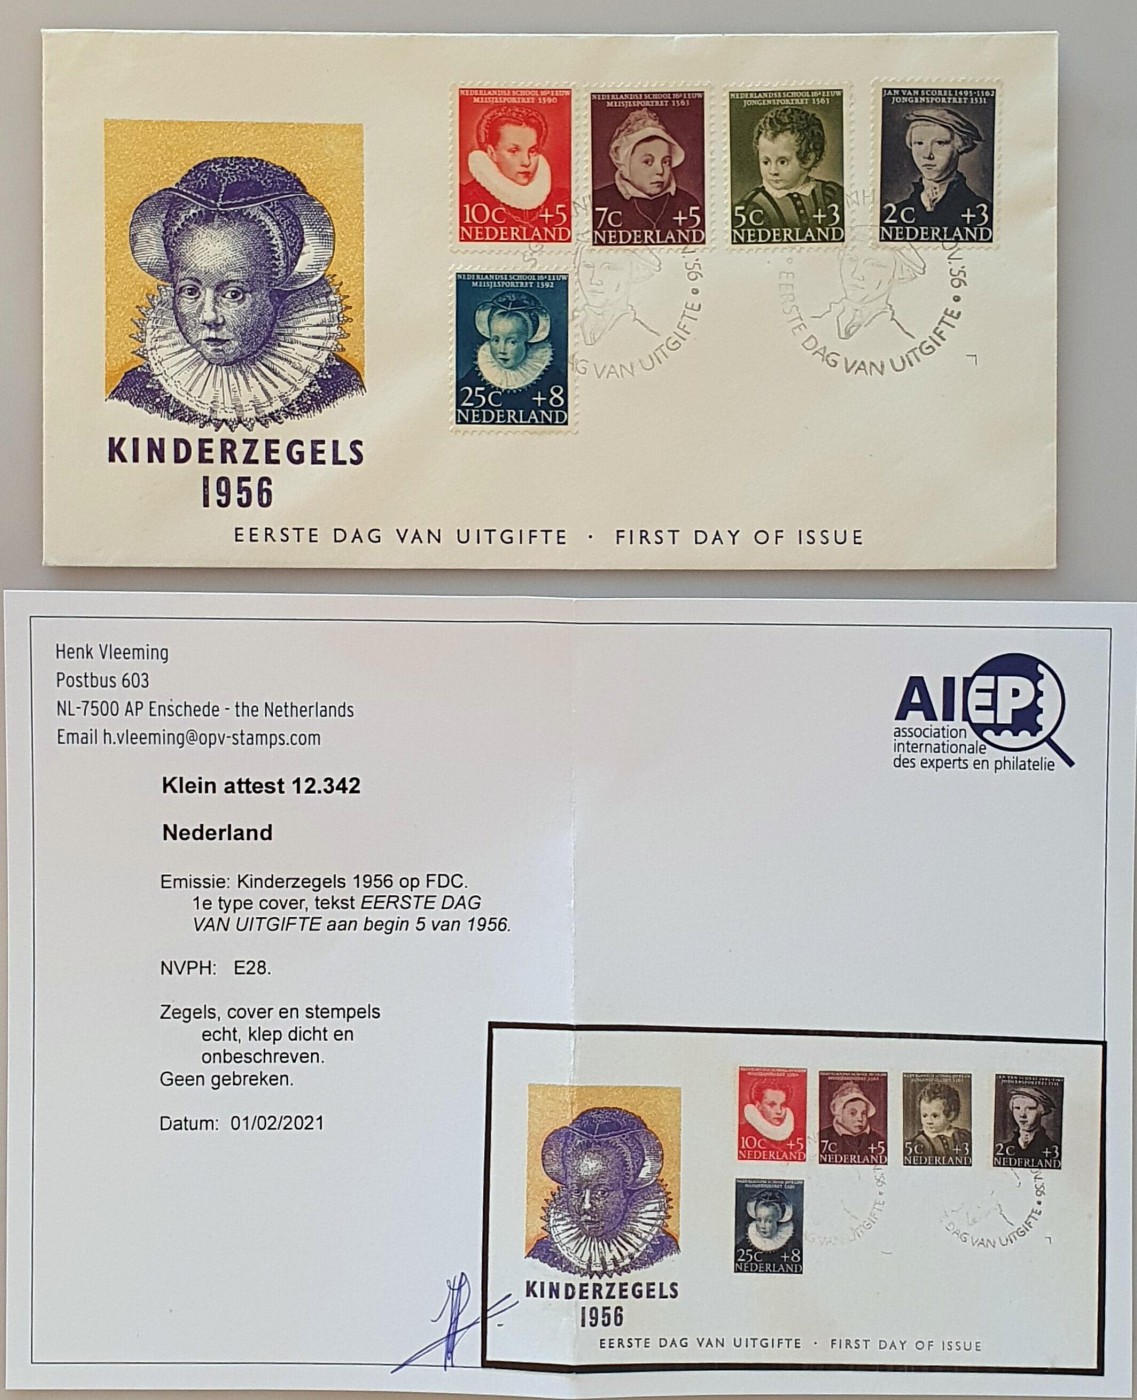 NEDERLANDSE SCHOOL 16e EEUW
MEISJESPORTRET 1590
10C +5
NEDERLAND
NEDERLANDSE SCHOOL 16e EEUW
MEISJESPORTRET 1563
7C +5
NEDERLAND
NEDERLANDSE SCHOOL 16e EEUW
JONGENSPORTRET 1563
5C +3
NEDERLAND
JAN VAN SCOREL 1495-1562
JONGENSPORTRET 1531
2C +3
NEDERLAND
NEDERLANDSE SCHOOL 16e EEUW
MEISJESPORTRET 1592
25C +8
NEDERLAND
VAN UITGIFTE
EERSTE DAG VAN UITGIFTE
KINDERZEGELS
1956
EERSTE DAG VAN UITGIFTE · FIRST DAY OF ISSUE
Henk Vleeming
Postbus 603
NL-7500 AP Enschede - the Netherlands
Email h.vleeming@opv-stamps.com
AIEP
association
internationale
des experts en philatelie
Klein attest 12.342
Nederland
Emissie: Kinderzegels 1956 op FDC.
1e type cover, tekst EERSTE DAG
VAN UITGIFTE aan begin 5 van 1956.
NVPH: E28.
Zegels, cover en stempels
echt, klep dicht en
onbeschreven.
Geen gebreken.
Datum: 01/02/2021
10C +5
NEDERLAND
7C +5
NEDERLAND
5C +3
NEDERLAND
2C +3
NEDERLAND
25C +8
NEDERLAND
DAG VAN UITGIFTE
KINDERZEGELS
1956
EERSTE DAG VAN UITGIFTE · FIRST DAY OF ISSUE